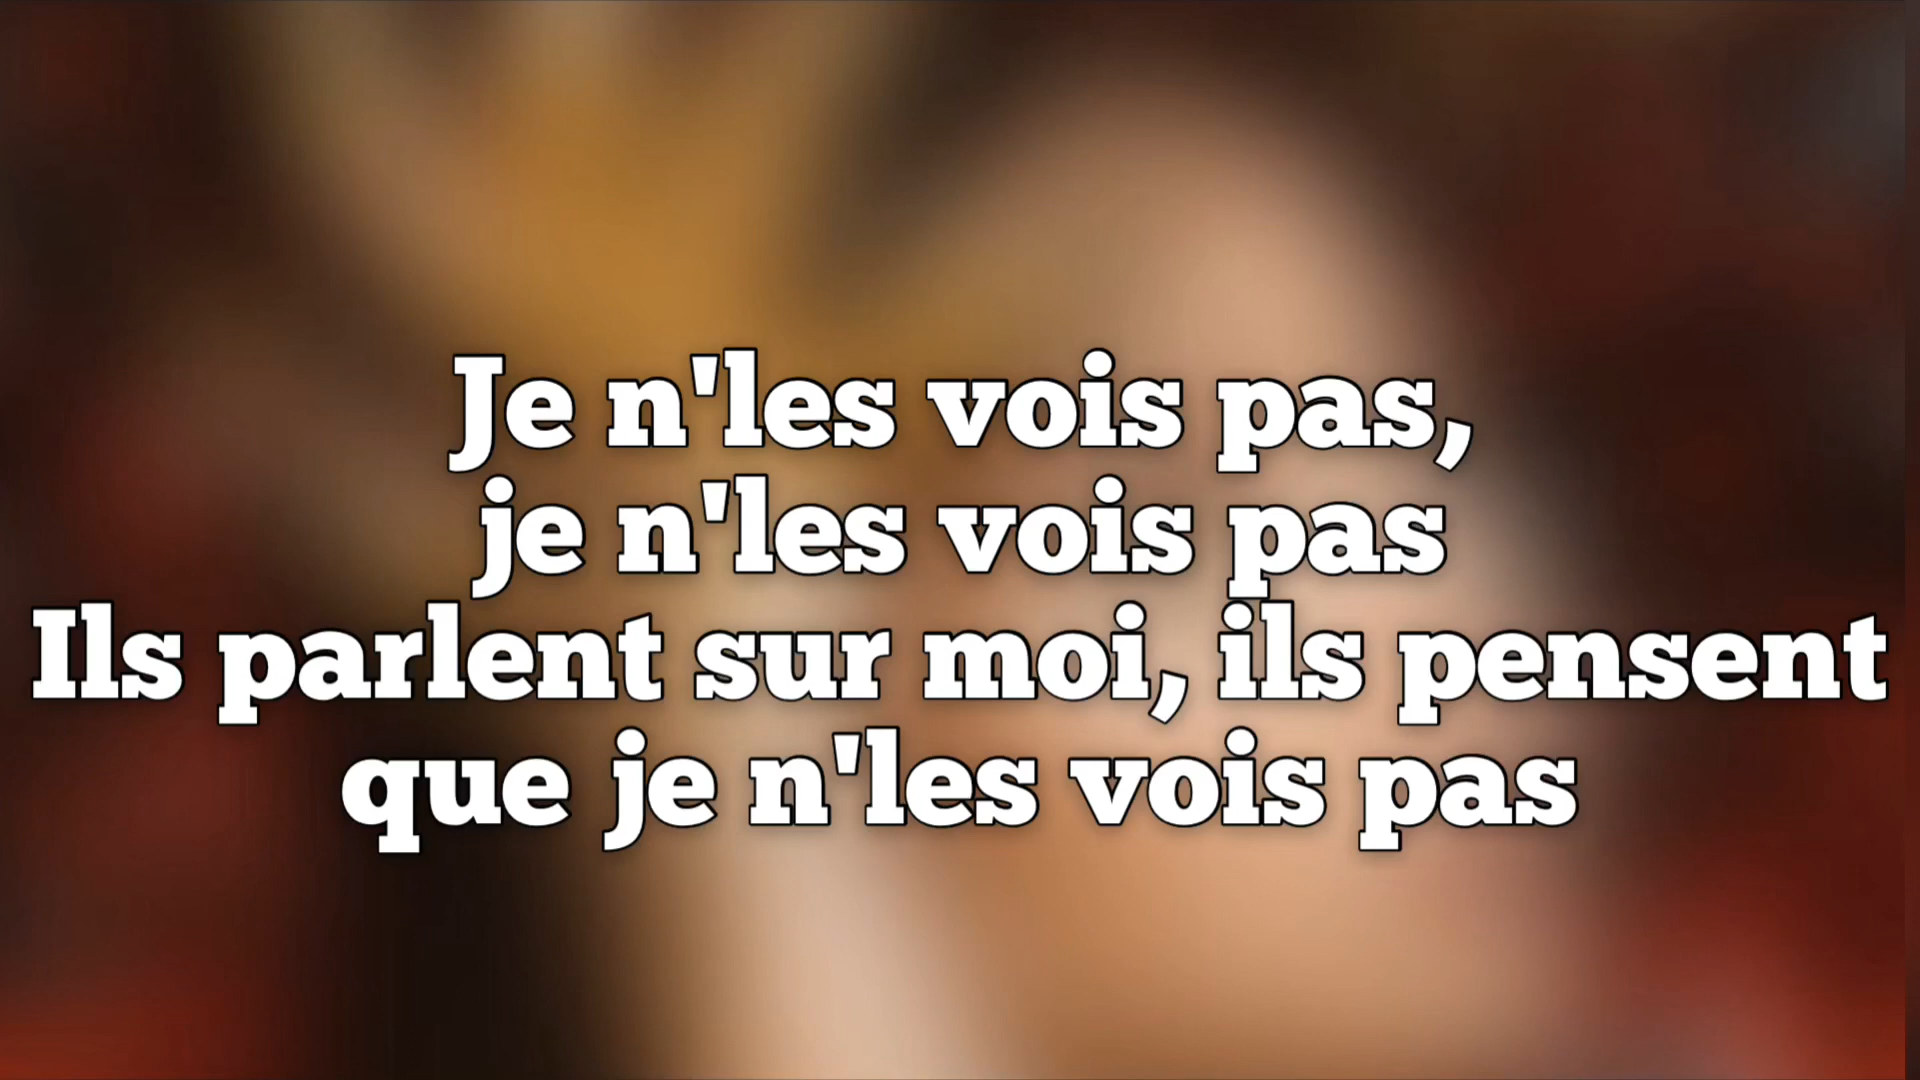 Je n'les vois pas,
je n'les vois pas
Ils parlent sur moi, ils pensent
que je n'les vois pas